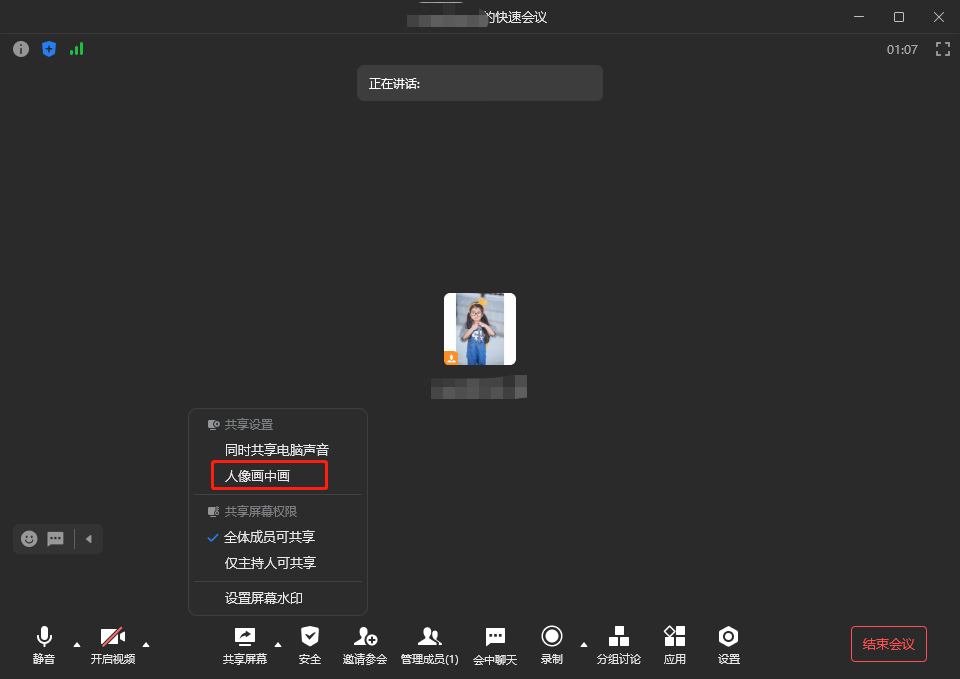 的快速会议
01:07
正在讲话:
共享设置
同时共享电脑声音
人像画中画
共享屏幕权限
全体成员可共享
仅主持人可共享
设置屏幕水印
静音
开启视频
共享屏幕
安全
邀请参会
管理成员(1)
会中聊天
录制
分组讨论
应用
设置
结束会议